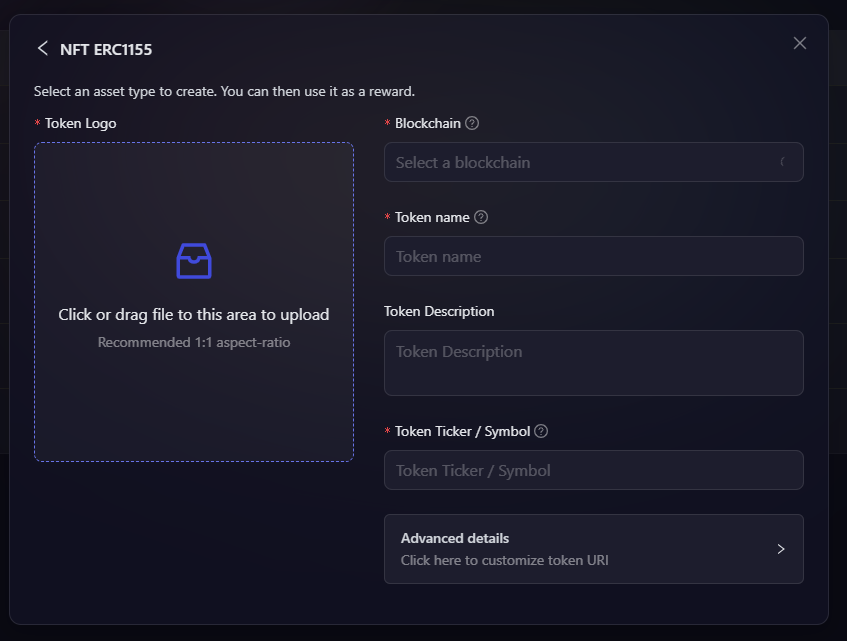 NFT ERC1155
Select an asset type to create. You can then use it as a reward.
* Token Logo
Click or drag file to this area to upload
Recommended 1:1 aspect-ratio
* Blockchain ?
Select a blockchain
* Token name ?
Token name
Token Description
Token Description
* Token Ticker / Symbol ?
Token Ticker / Symbol
Advanced details
Click here to customize token URI